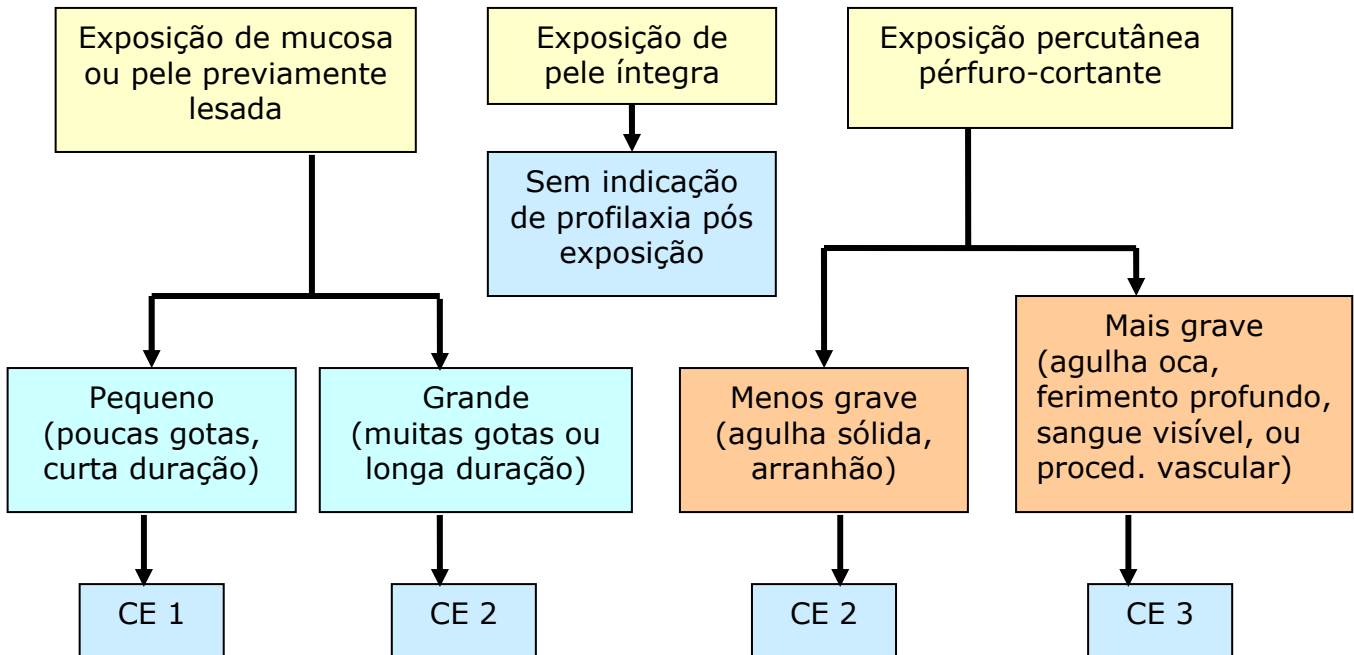 Exposição de mucosa
ou pele previamente
lesada
Exposição de
pele íntegra
Exposição percutânea
pérfuro-cortante
Sem indicação
de profilaxia pós
exposição
Pequeno
(poucas gotas,
curta duração)
Grande
(muitas gotas ou
longa duração)
Menos grave
(agulha sólida,
arranhão)
Mais grave
(agulha oca,
ferimento profundo,
sangue visível, ou
proced. vascular)
CE 1
CE 2
CE 2
CE 3